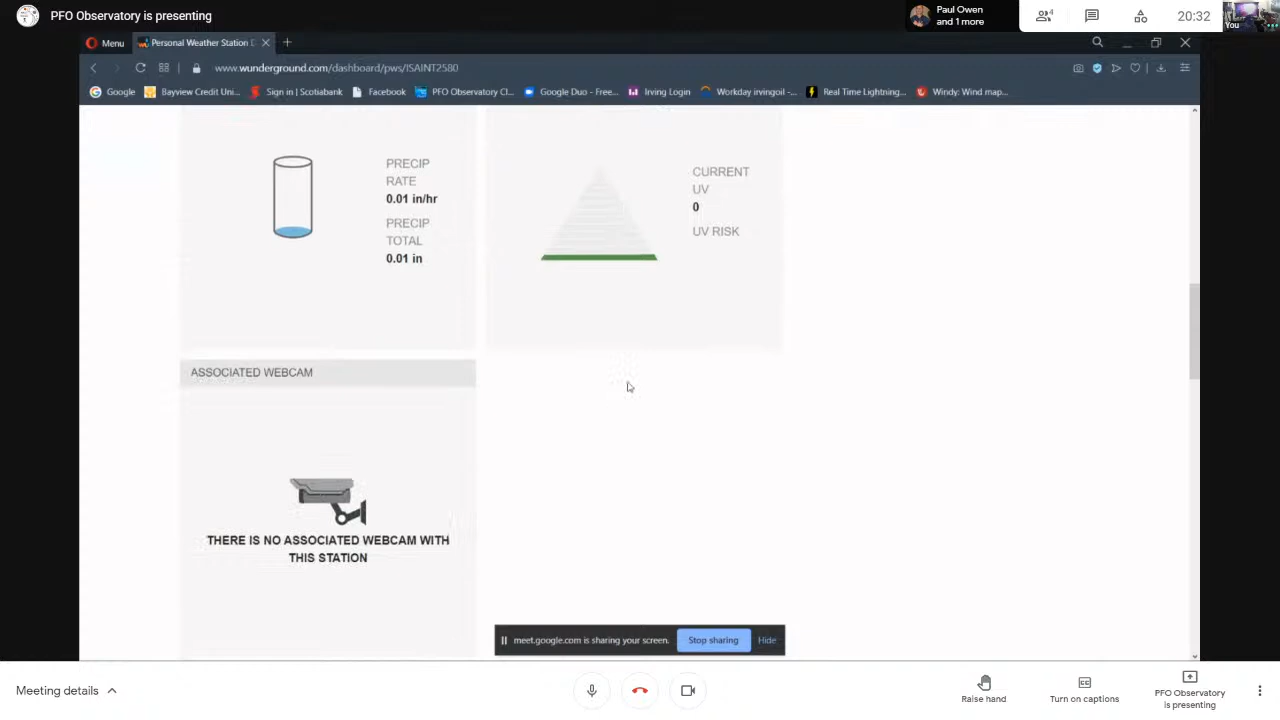 PFO Observatory is presenting
Paul Owen
and 1 more
4
20:32
You
Menu
Personal Weather Station D
www.wunderground.com/dashboard/pws/ISAINT2580
Google
Bayview Credit Uni...
Sign in | Scotiabank
Facebook
PFO Observatory Cl...
Google Duo - Free...
Irving Login
Workday irvingoil -...
Real Time Lightning...
Windy: Wind map...
PRECIP
RATE
0.01 in/hr
PRECIP
TOTAL
0.01 in
CURRENT
UV
0
UV RISK
ASSOCIATED WEBCAM
THERE IS NO ASSOCIATED WEBCAM WITH
THIS STATION
meet.google.com is sharing your screen.
Stop sharing
Hide
Meeting details
Raise hand
Turn on captions
PFO Observatory
is presenting